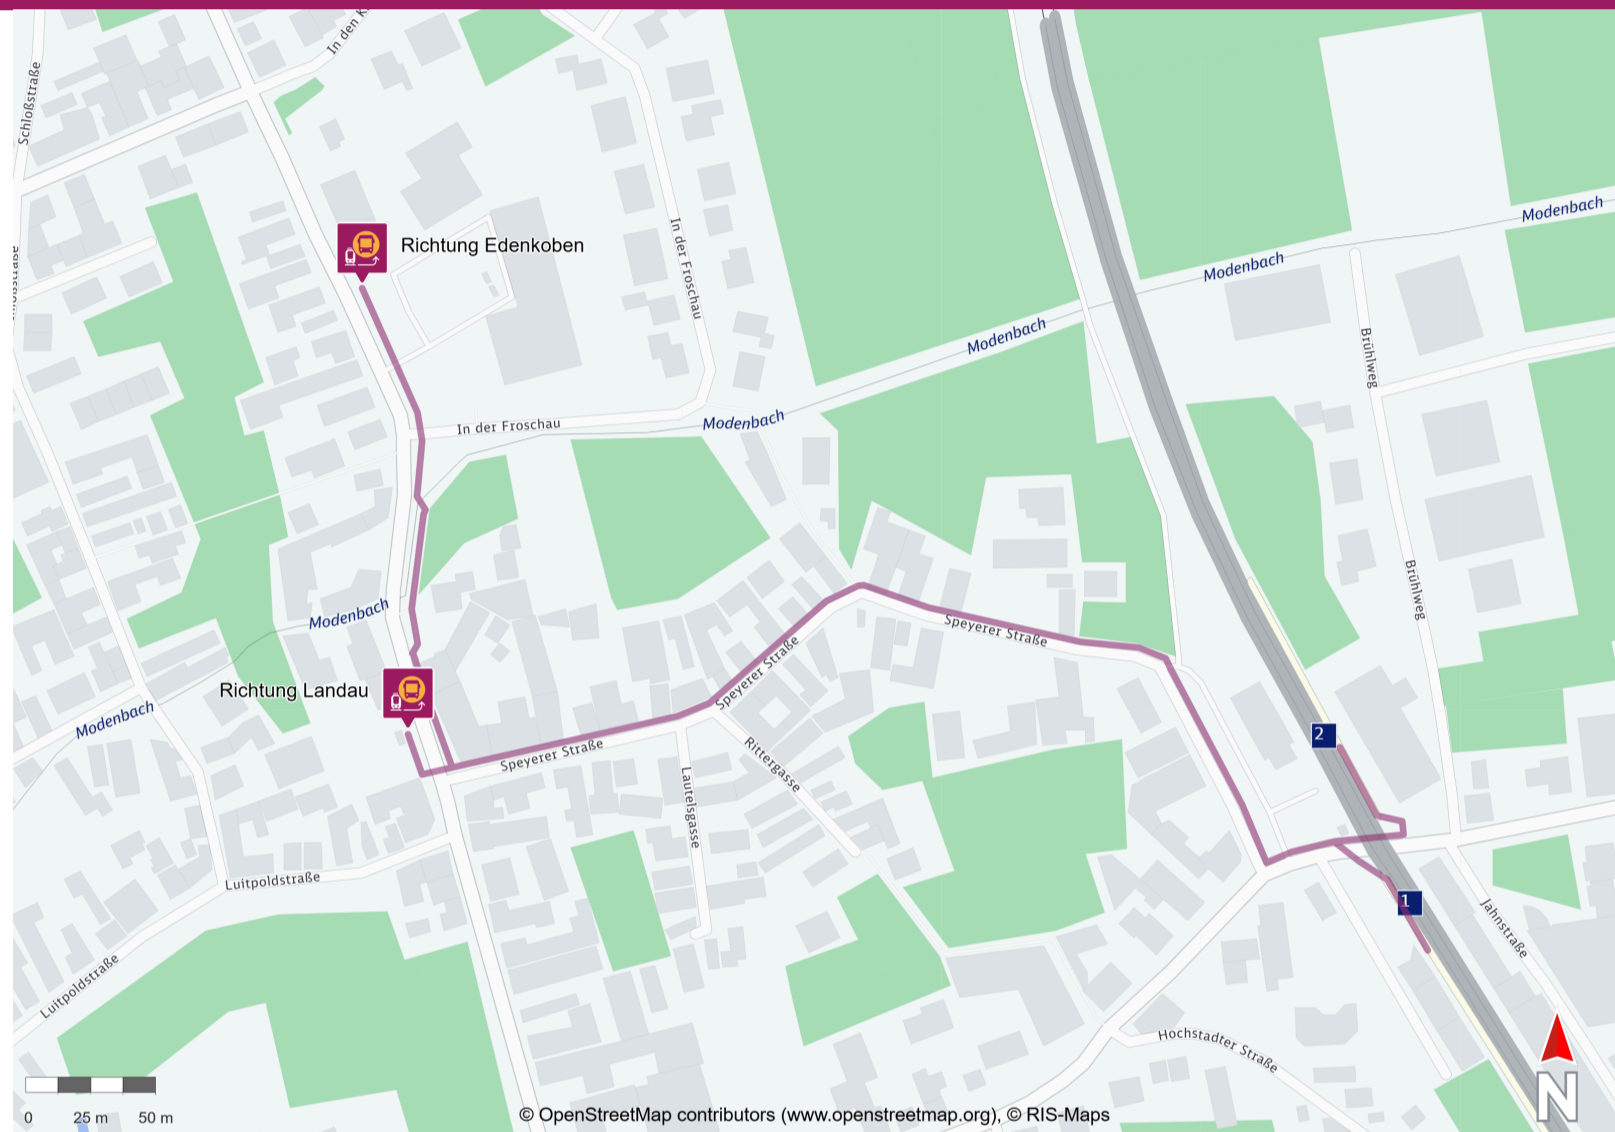 In den K
Schloßstraße
Modenbach
Richtung Edenkoben
In der Froschau
Modenbach
Modenbach
Brühlweg
In der Froschau
Modenbach
Brühlweg
Modenbach
Speyerer Straße
Speyerer Straße
Richtung Landau
Modenbach
2
Speyerer Straße
Rittergasse
Lautelsgasse
Luitpoldstraße
1
Jahnstraße
Luitpoldstraße
Hochstadter Straße
N
0 25 m 50 m
© OpenStreetMap contributors (www.openstreetmap.org), © RIS-Maps